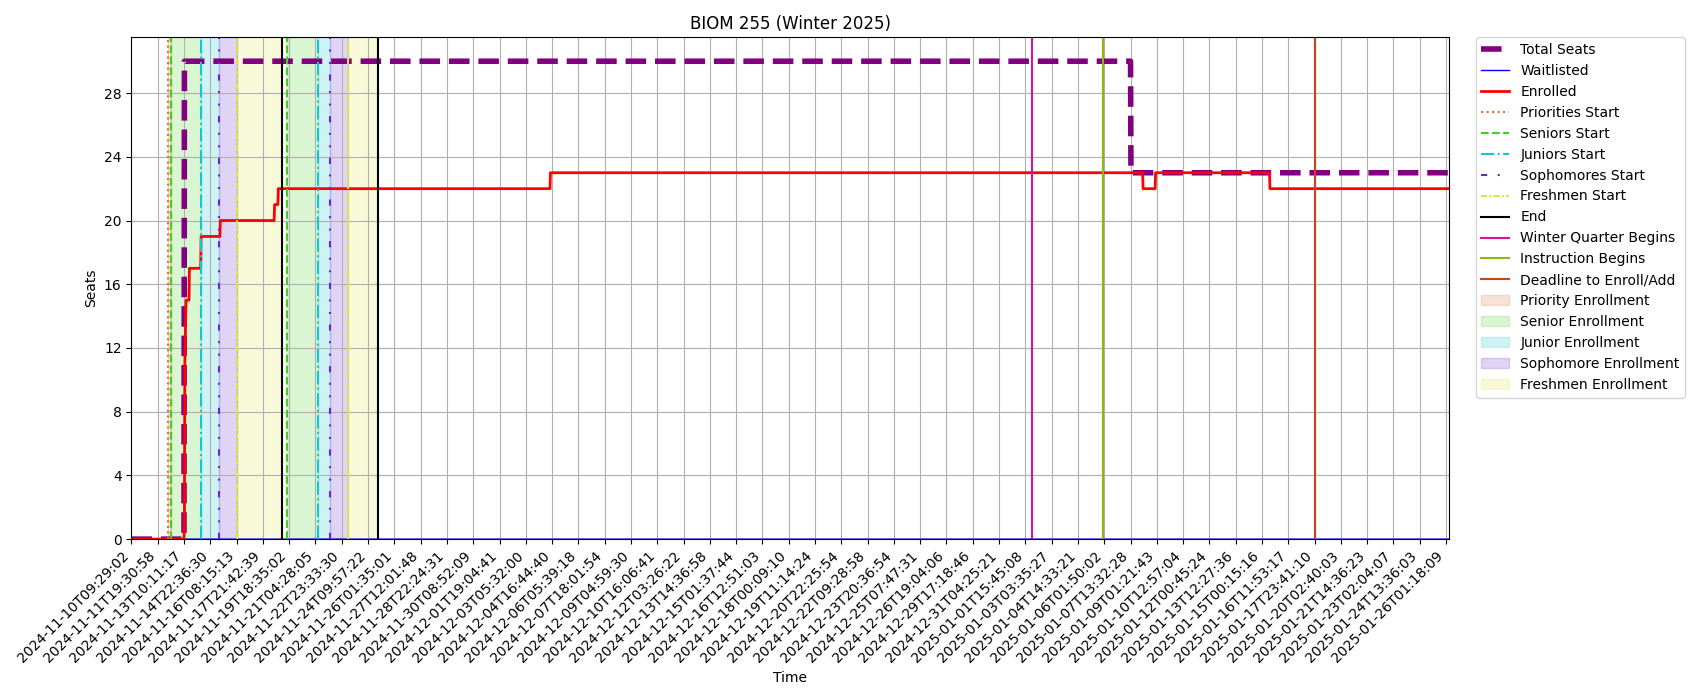 BIOM 255 (Winter 2025)
Seats
28
24
20
16
12
8
4
0
2024-11-10T09:29:02
2024-11-11T19:30:58
2024-11-13T10:11:17
2024-11-14T22:36:30
2024-11-16T08:15:13
2024-11-17T21:42:39
2024-11-19T18:35:02
2024-11-21T04:28:05
2024-11-22T23:33:30
2024-11-24T09:57:22
2024-11-26T01:35:01
2024-11-27T12:01:48
2024-11-28T22:24:31
2024-11-30T08:52:09
2024-12-01T19:04:41
2024-12-03T05:32:00
2024-12-04T16:44:40
2024-12-06T05:39:18
2024-12-07T18:01:54
2024-12-09T04:59:30
2024-12-10T16:06:41
2024-12-12T03:26:22
2024-12-13T14:36:58
2024-12-15T01:37:44
2024-12-16T12:51:03
2024-12-18T00:09:10
2024-12-19T11:14:24
2024-12-20T22:25:54
2024-12-22T09:28:58
2024-12-23T20:36:54
2024-12-25T07:47:31
2024-12-26T19:04:06
2024-12-29T17:18:46
2024-12-31T04:25:21
2025-01-01T15:45:08
2025-01-03T03:35:27
2025-01-04T14:33:21
2025-01-06T01:50:02
2025-01-07T13:32:28
2025-01-09T01:21:43
2025-01-10T12:57:04
2025-01-12T00:45:24
2025-01-13T12:27:36
2025-01-15T00:15:16
2025-01-16T11:53:17
2025-01-17T23:41:10
2025-01-20T02:40:03
2025-01-21T14:36:23
2025-01-23T02:04:07
2025-01-24T13:36:03
2025-01-26T01:18:09
Time
Total Seats
Waitlisted
Enrolled
Priorities Start
Seniors Start
Juniors Start
Sophomores Start
Freshmen Start
End
Winter Quarter Begins
Instruction Begins
Deadline to Enroll/Add
Priority Enrollment
Senior Enrollment
Junior Enrollment
Sophomore Enrollment
Freshmen Enrollment